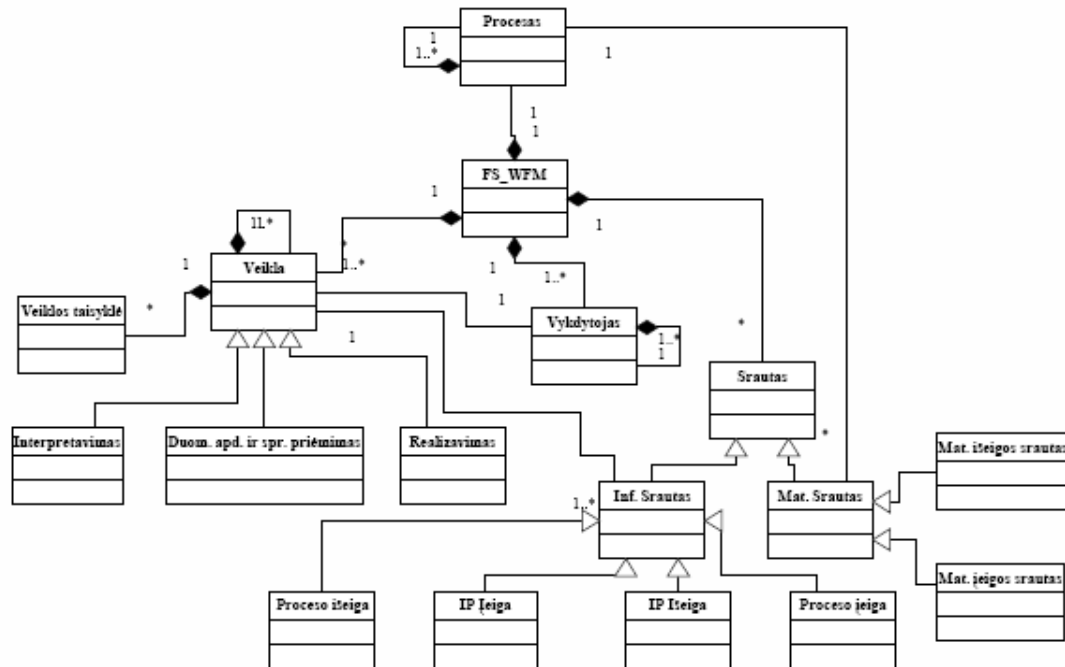 Procesas
1
1..*
1
1
1
FS_WFM
1
1
11.*
*
1..*
1
Veikla
1
1..*
Veiklos taisyklė
*
1
Vykdytojas
1..*
1
*
1
Srautas
Interpretavimas
Duom. apd. ir spr. priėmimas
Realizavimas
*
Mat. išeigos srautas
Inf. Srautas
Mat. Srautas
1..*
Mat. įeigos srautas
Proceso išeiga
IP Įeiga
IP Išeiga
Proceso įeiga